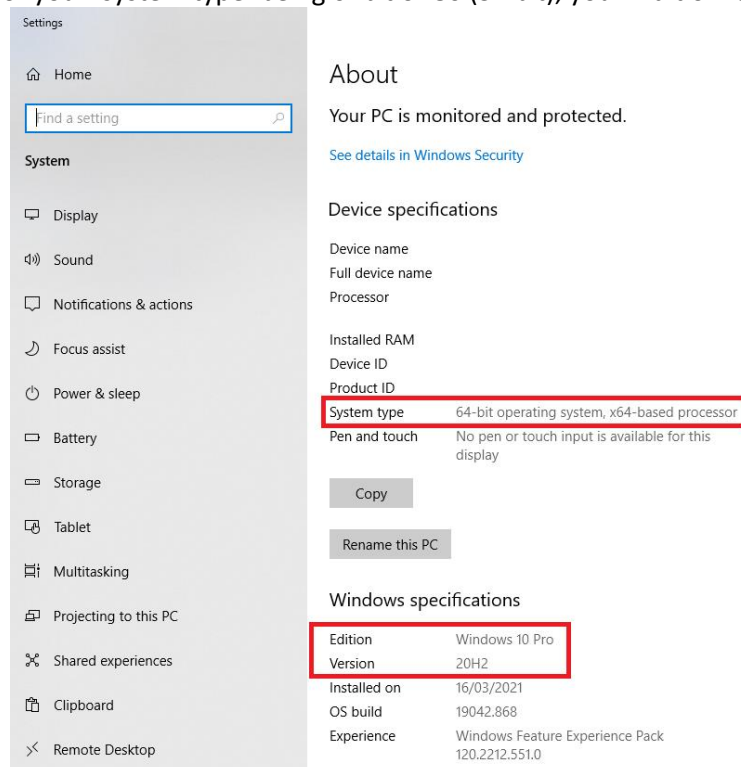 Settings
Home
Find a setting
System
Display
Sound
Notifications & actions
Focus assist
Power & sleep
Battery
Storage
Tablet
Multitasking
Projecting to this PC
Shared experiences
Clipboard
Remote Desktop
About
Your PC is monitored and protected.
See details in Windows Security
Device specifications
Device name
Full device name
Processor
Installed RAM
Device ID
Product ID
System type 64-bit operating system, x64-based processor
Pen and touch No pen or touch input is available for this
display
Copy
Rename this PC
Windows specifications
Edition Windows 10 Pro
Version 20H2
Installed on 16/03/2021
OS build 19042.868
Experience Windows Feature Experience Pack
120.2212.551.0